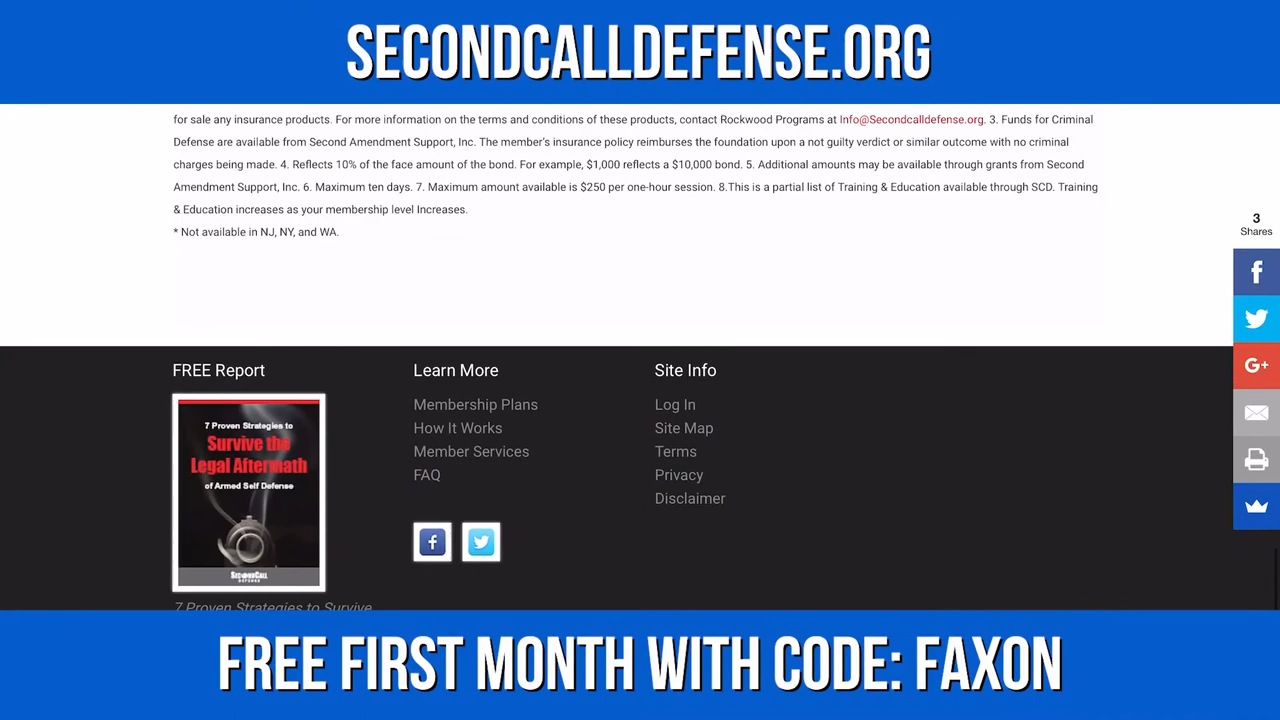 SECONDCALLDEFENSE.ORG
for sale any insurance products. For more information on the terms and conditions of these products, contact Rockwood Programs at Info@Secondcalldefense.org. 3. Funds for Criminal
Defense are available from Second Amendment Support, Inc. The member's insurance policy reimburses the foundation upon a not guilty verdict or similar outcome with no criminal
charges being made. 4. Reflects 10% of the face amount of the bond. For example, $1,000 reflects a $10,000 bond. 5. Additional amounts may be available through grants from Second
Amendment Support, Inc. 6. Maximum ten days. 7. Maximum amount available is $250 per one-hour session. 8.This is a partial list of Training & Education available through SCD. Training
& Education increases as your membership level Increases.
* Not available in NJ, NY, and WA.
3
Shares
FREE Report
7 Proven Strategies to
Survive the
Legal Aftermath
of Armed Self Defense
SECONDCALL
DEFENSE
7 Proven Strategies to Survive
Learn More
Membership Plans
How It Works
Member Services
FAQ
Site Info
Log In
Site Map
Terms
Privacy
Disclaimer
G+
FREE FIRST MONTH WITH CODE: FAXON